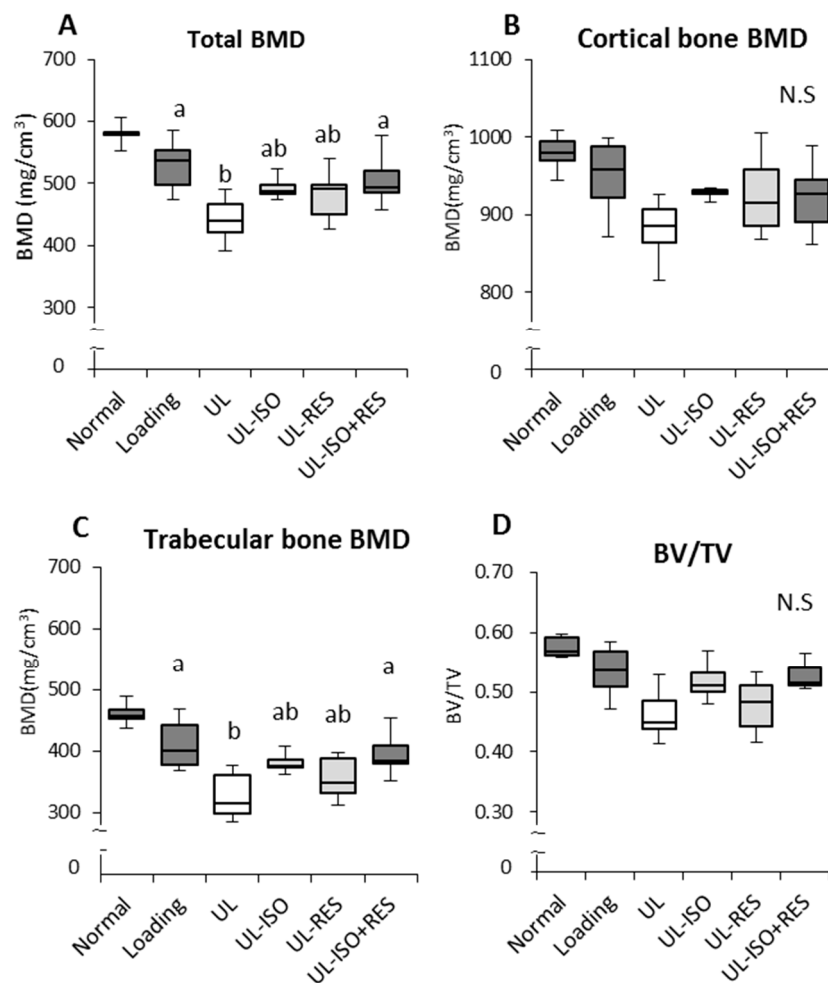 A
Total BMD
700
600
500
400
300
0
BMD (mg/cm³)
a
b
ab
ab
a
Normal
Loading
UL
UL-ISO
UL-RES
UL-ISO+RES
B
Cortical bone BMD
1100
1000
900
800
0
BMD(mg/cm³)
N.S
Normal
Loading
UL
UL-ISO
UL-RES
UL-ISO+RES
C
Trabecular bone BMD
700
600
500
400
300
0
BMD(mg/cm³)
a
b
ab
ab
a
Normal
Loading
UL
UL-ISO
UL-RES
UL-ISO+RES
D
BV/TV
0.70
0.60
0.50
0.40
0.30
0
BV/TV
N.S
Normal
Loading
UL
UL-ISO
UL-RES
UL-ISO+RES